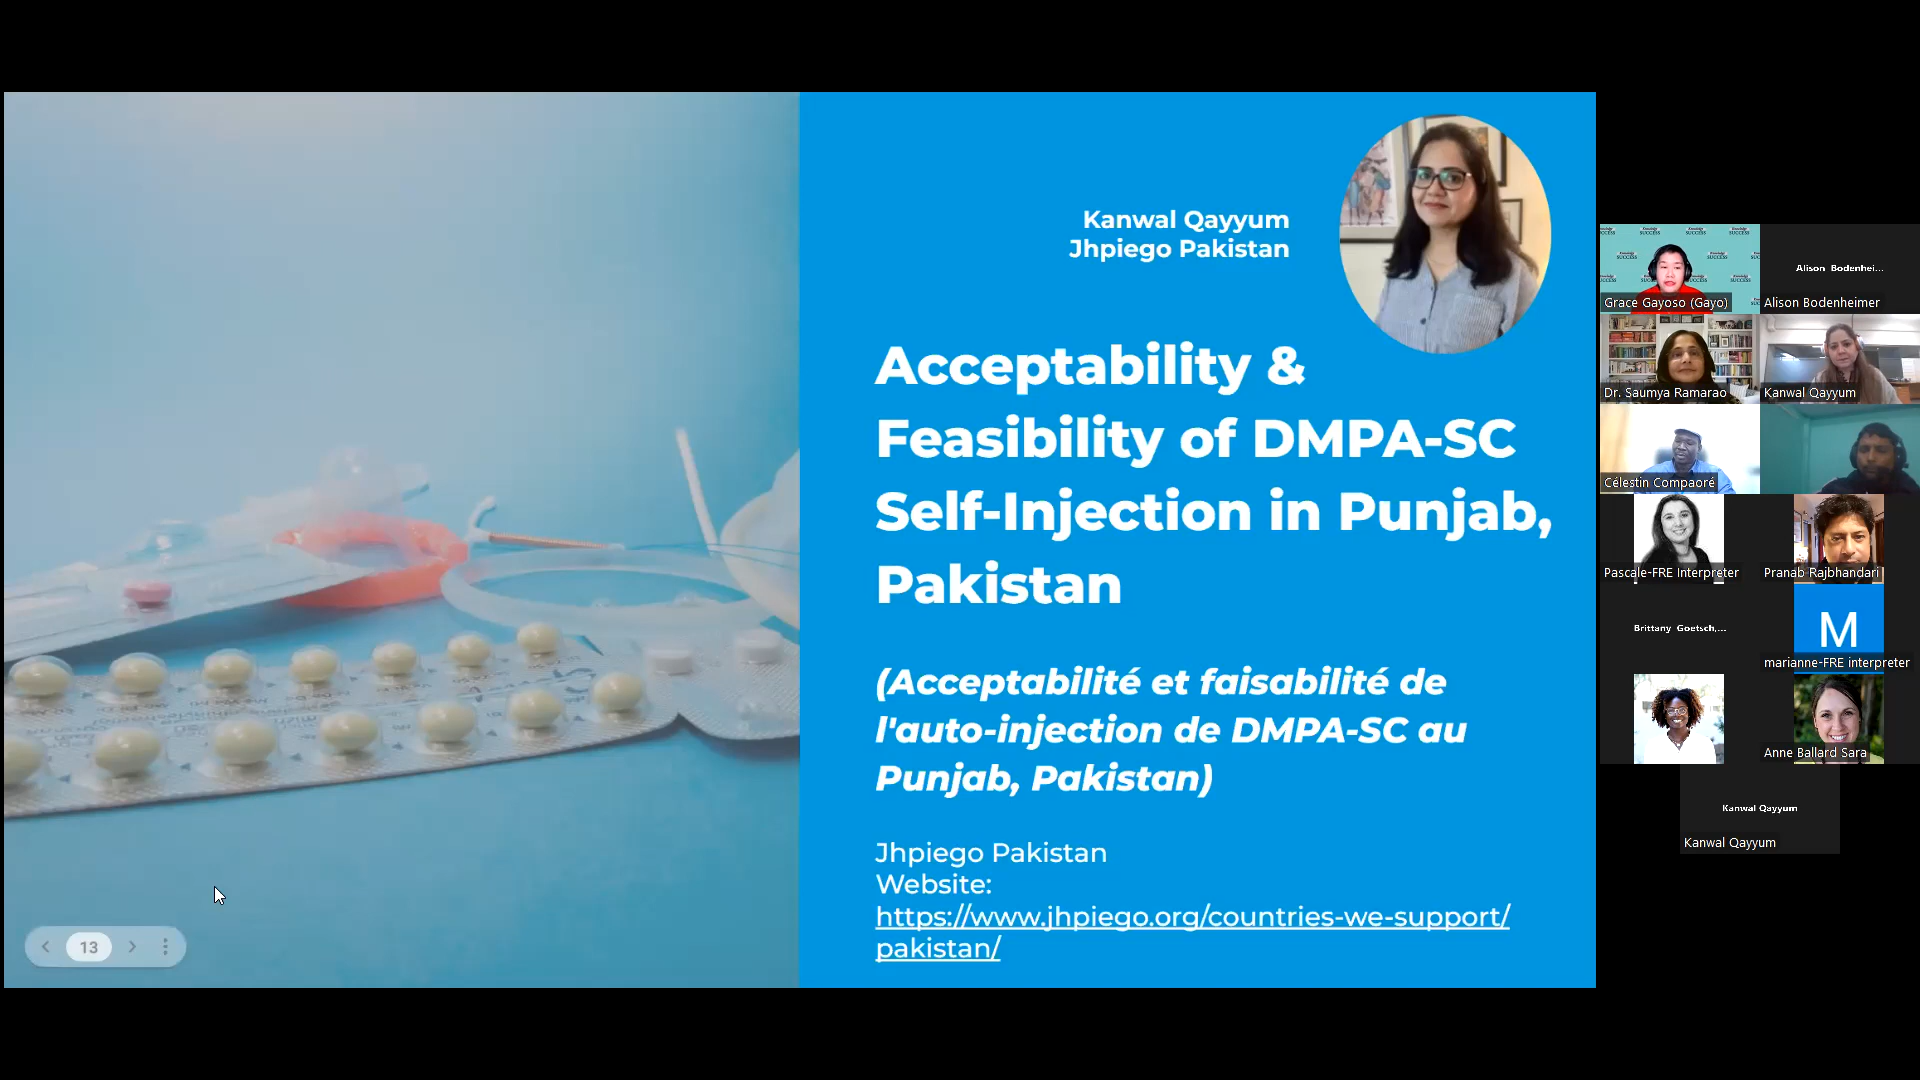 Kanwal Qayyum
Jhpiego Pakistan
Acceptability &
Feasibility of DMPA-SC
Self-Injection in Punjab,
Pakistan
(Acceptabilité et faisabilité de
l'auto-injection de DMPA-SC au
Punjab, Pakistan)
Jhpiego Pakistan
Website:
https://www.jhpiego.org/countries-we-support/
pakistan/
13
SUCCESS
SUCCESS
SUCCESS
Grace Gayoso (Gayo)
Alison Bodenhei...
Alison Bodenheimer
Dr. Saumya Ramarao
Kanwal Qayyum
Célestin Compaoré
Pascale-FRE Interpreter
Pranab Rajbhandari
Brittany Goetsch,...
M
marianne-FRE interpreter
Anne Ballard Sara
Kanwal Qayyum
Kanwal Qayyum